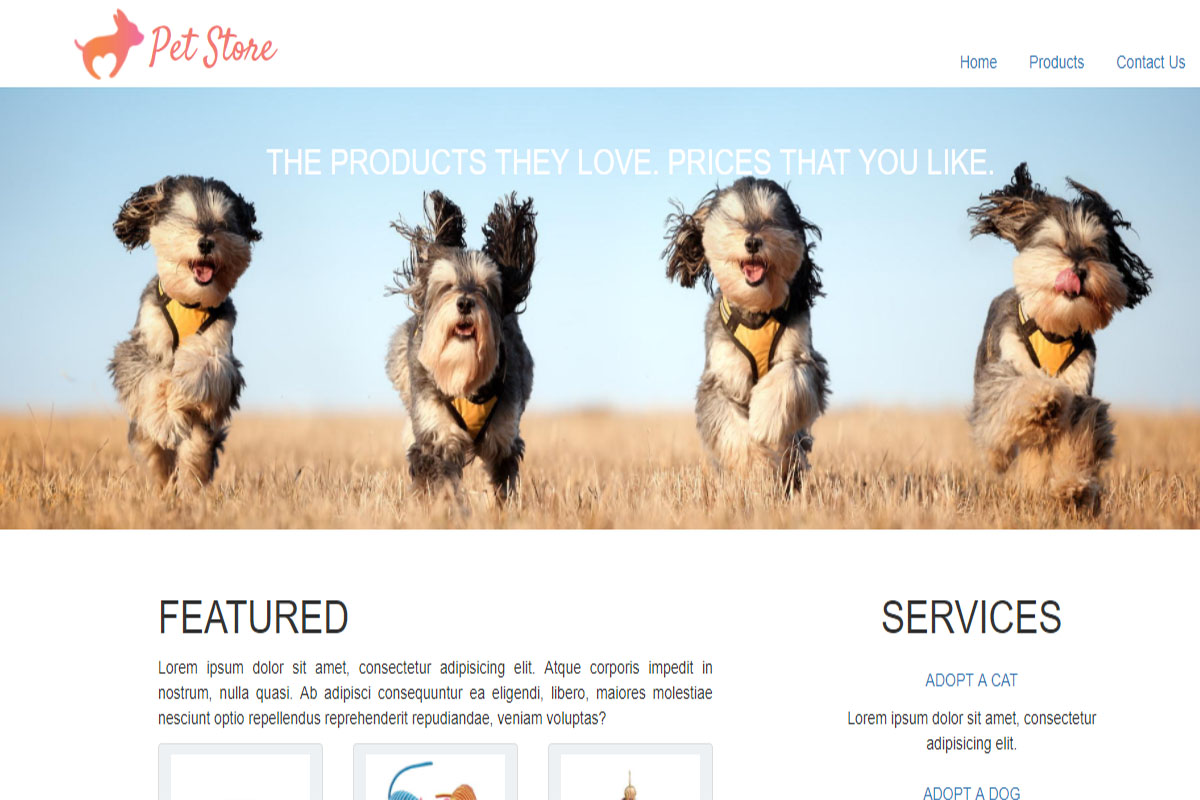 Pet Store
Home Products Contact Us
THE PRODUCTS THEY LOVE. PRICES THAT YOU LIKE.
FEATURED
Lorem ipsum dolor sit amet, consectetur adipisicing elit. Atque corporis impedit in
nostrum, nulla quasi. Ab adipisci consequuntur ea eligendi, libero, maiores molestiae
nesciunt optio repellendus reprehenderit repudiandae, veniam voluptas?
SERVICES
ADOPT A CAT
Lorem ipsum dolor sit amet, consectetur
adipisicing elit.
ADOPT A DOG